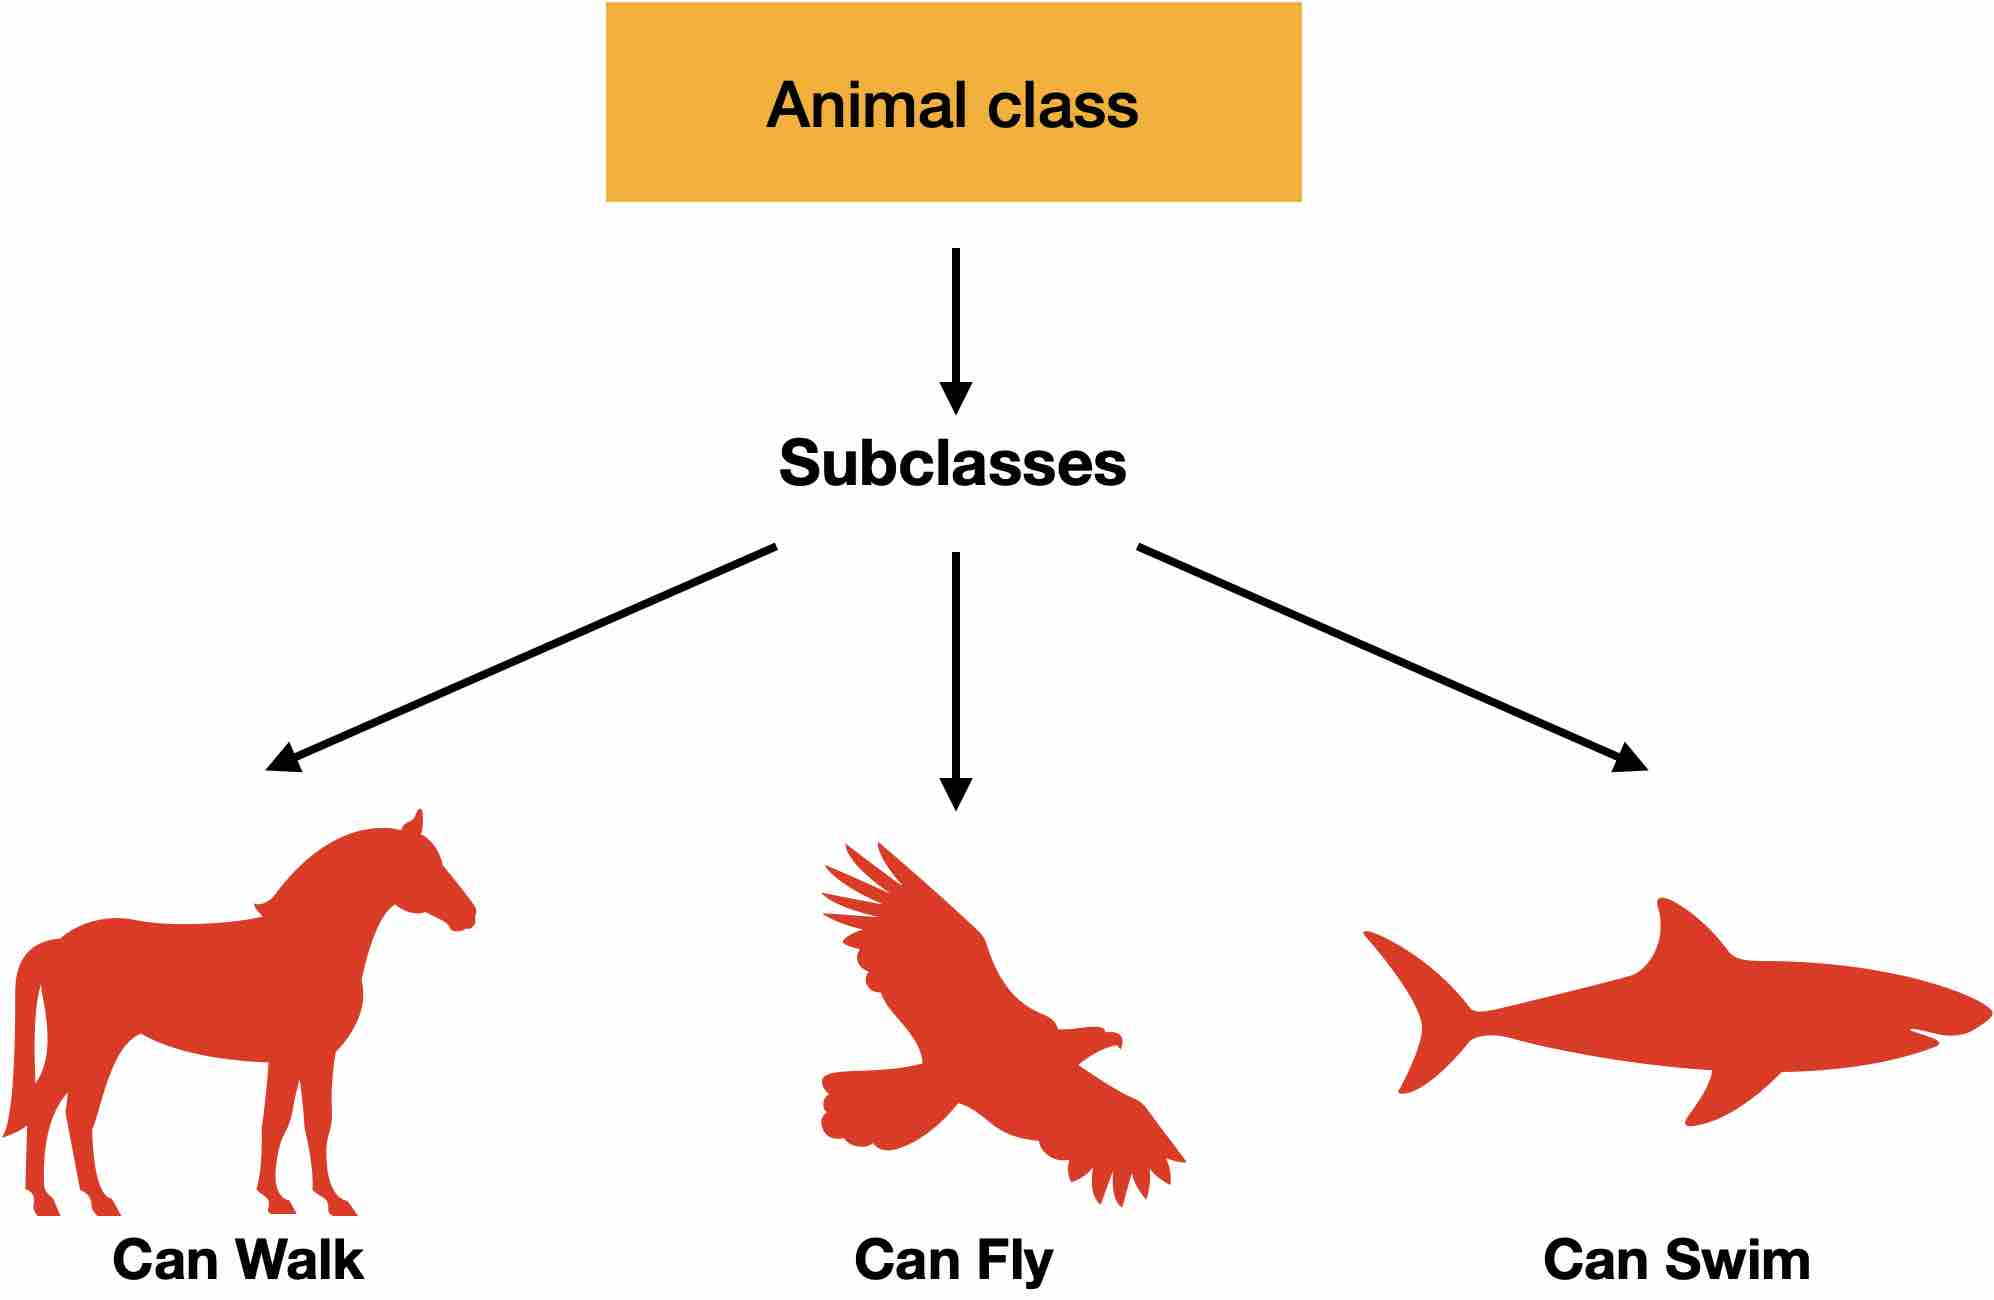 Animal class
Subclasses
Can Walk
Can Fly
Can Swim